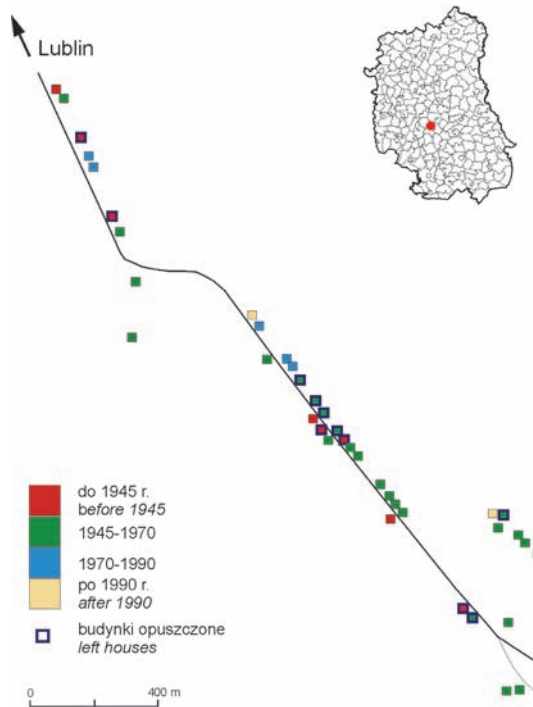 Lublin
do 1945 r.
before 1945
1945-1970
1970-1990
po 1990 r.
after 1990
budynki opuszczone
left houses
0 400 m